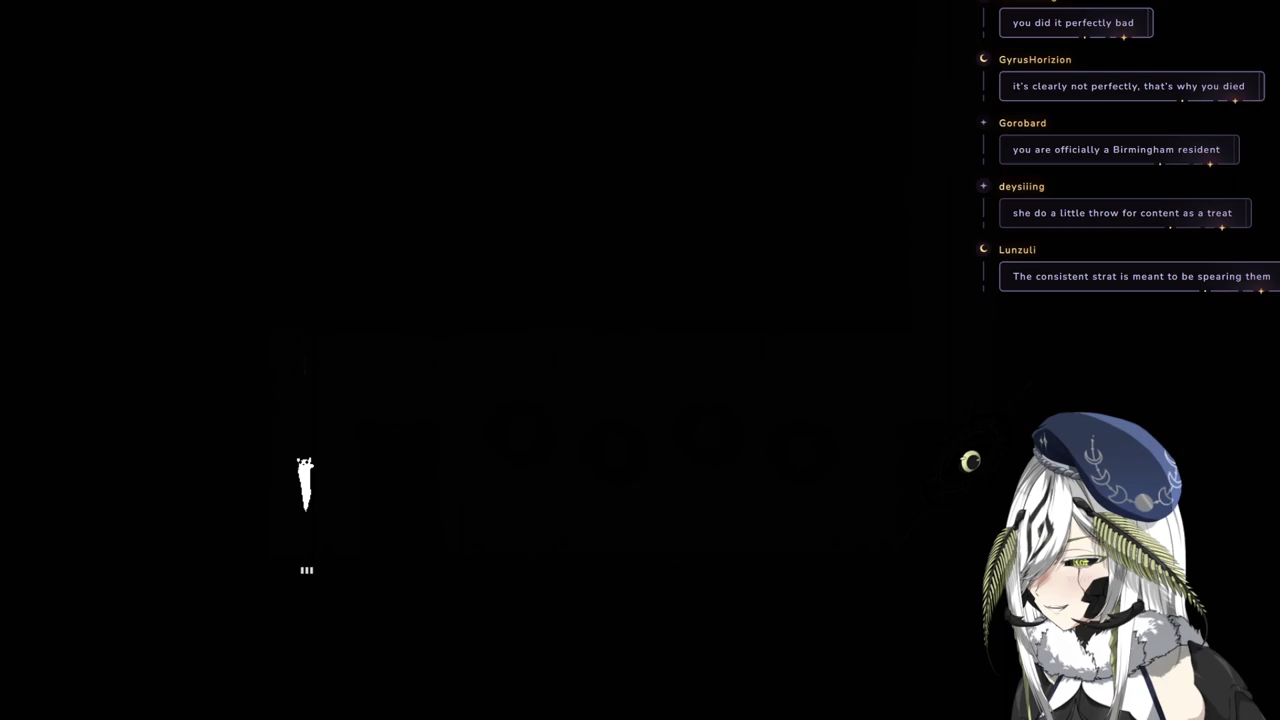 you did it perfectly bad
GyrusHorizion
it's clearly not perfectly, that's why you died
Gorobard
you are officially a Birmingham resident
deysiiing
she do a little throw for content as a treat
Lunzuli
The consistent strat is meant to be spearing them